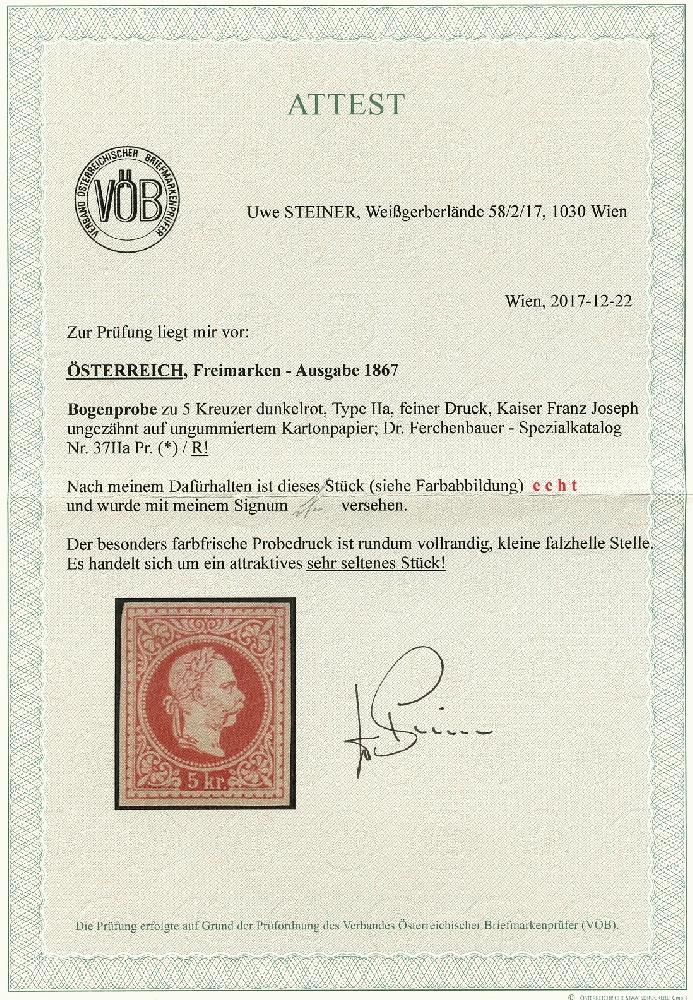 ATTEST
VERBAND ÖSTERREICHISCHER BRIEFMARKENPRÜFER
VÖB
Uwe STEINER, Weißgerberlände 58/2/17, 1030 Wien
Wien, 2017-12-22
Zur Prüfung liegt mir vor:
ÖSTERREICH, Freimarken - Ausgabe 1867
Bogenprobe zu 5 Kreuzer dunkelrot, Type IIa, feiner Druck, Kaiser Franz Joseph
ungezähnt auf ungummiertem Kartonpapier; Dr. Ferchenbauer - Spezialkatalog
Nr. 37IIa Pr. (*) / R!
Nach meinem Dafürhalten ist dieses Stück (siehe Farbabbildung) echt
und wurde mit meinem Signum versehen.
Der besonders farbfrische Probedruck ist rundum vollrandig, kleine falzhelle Stelle.
Es handelt sich um ein attraktives sehr seltenes Stück!
5 kr.
Die Prüfung erfolgte auf Grund der Prüfordnung des Verbandes Österreichischer Briefmarkenprüfer (VÖB).